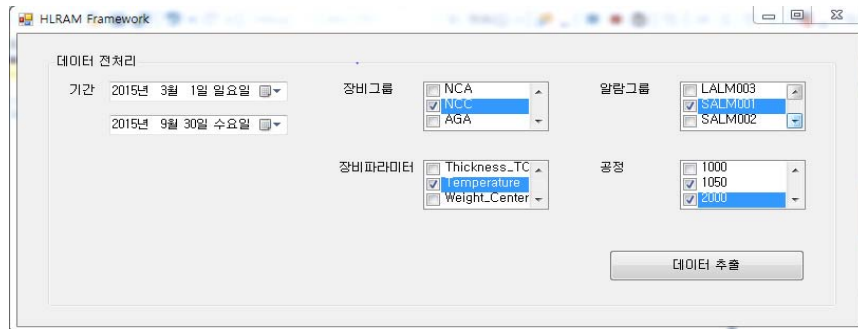 HLRAM Framework
데이터 전처리
기간 2015년 3월 1일 일요일
2015년 9월 30일 수요일
장비그룹
NCA
NCC
AGA
알람그룹
LALM003
SALM001
SALM002
장비파라미터
Thickness_TC
Temperature
Weight_Center
공정
1000
1050
2000
데이터 추출